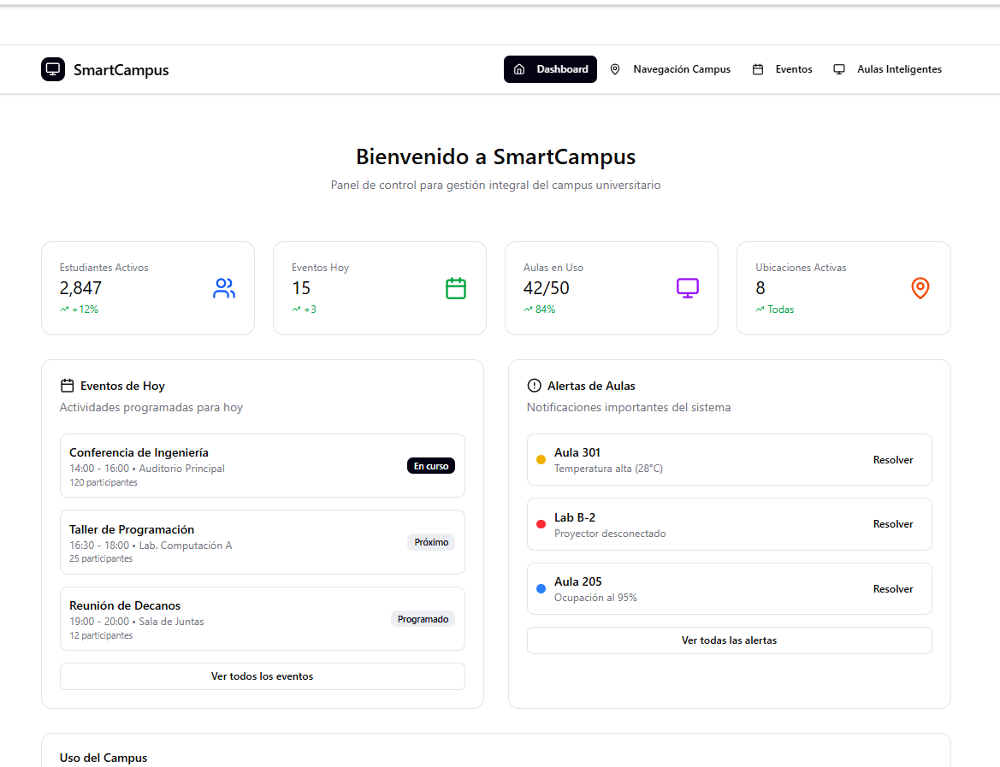 SmartCampus
Dashboard
Navegación Campus
Eventos
Aulas Inteligentes
Bienvenido a SmartCampus
Panel de control para gestión integral del campus universitario
Estudiantes Activos
2,847
+12%
Eventos Hoy
15
+3
Aulas en Uso
42/50
84%
Ubicaciones Activas
8
Todas
Eventos de Hoy
Actividades programadas para hoy
Conferencia de Ingeniería
14:00 - 16:00 • Auditorio Principal
120 participantes
En curso
Taller de Programación
16:30 - 18:00 • Lab. Computación A
25 participantes
Próximo
Reunión de Decanos
19:00 - 20:00 • Sala de Juntas
12 participantes
Programado
Ver todos los eventos
Alertas de Aulas
Notificaciones importantes del sistema
Aula 301
Temperatura alta (28°C)
Resolver
Lab B-2
Proyector desconectado
Resolver
Aula 205
Ocupación al 95%
Resolver
Ver todas las alertas
Uso del Campus